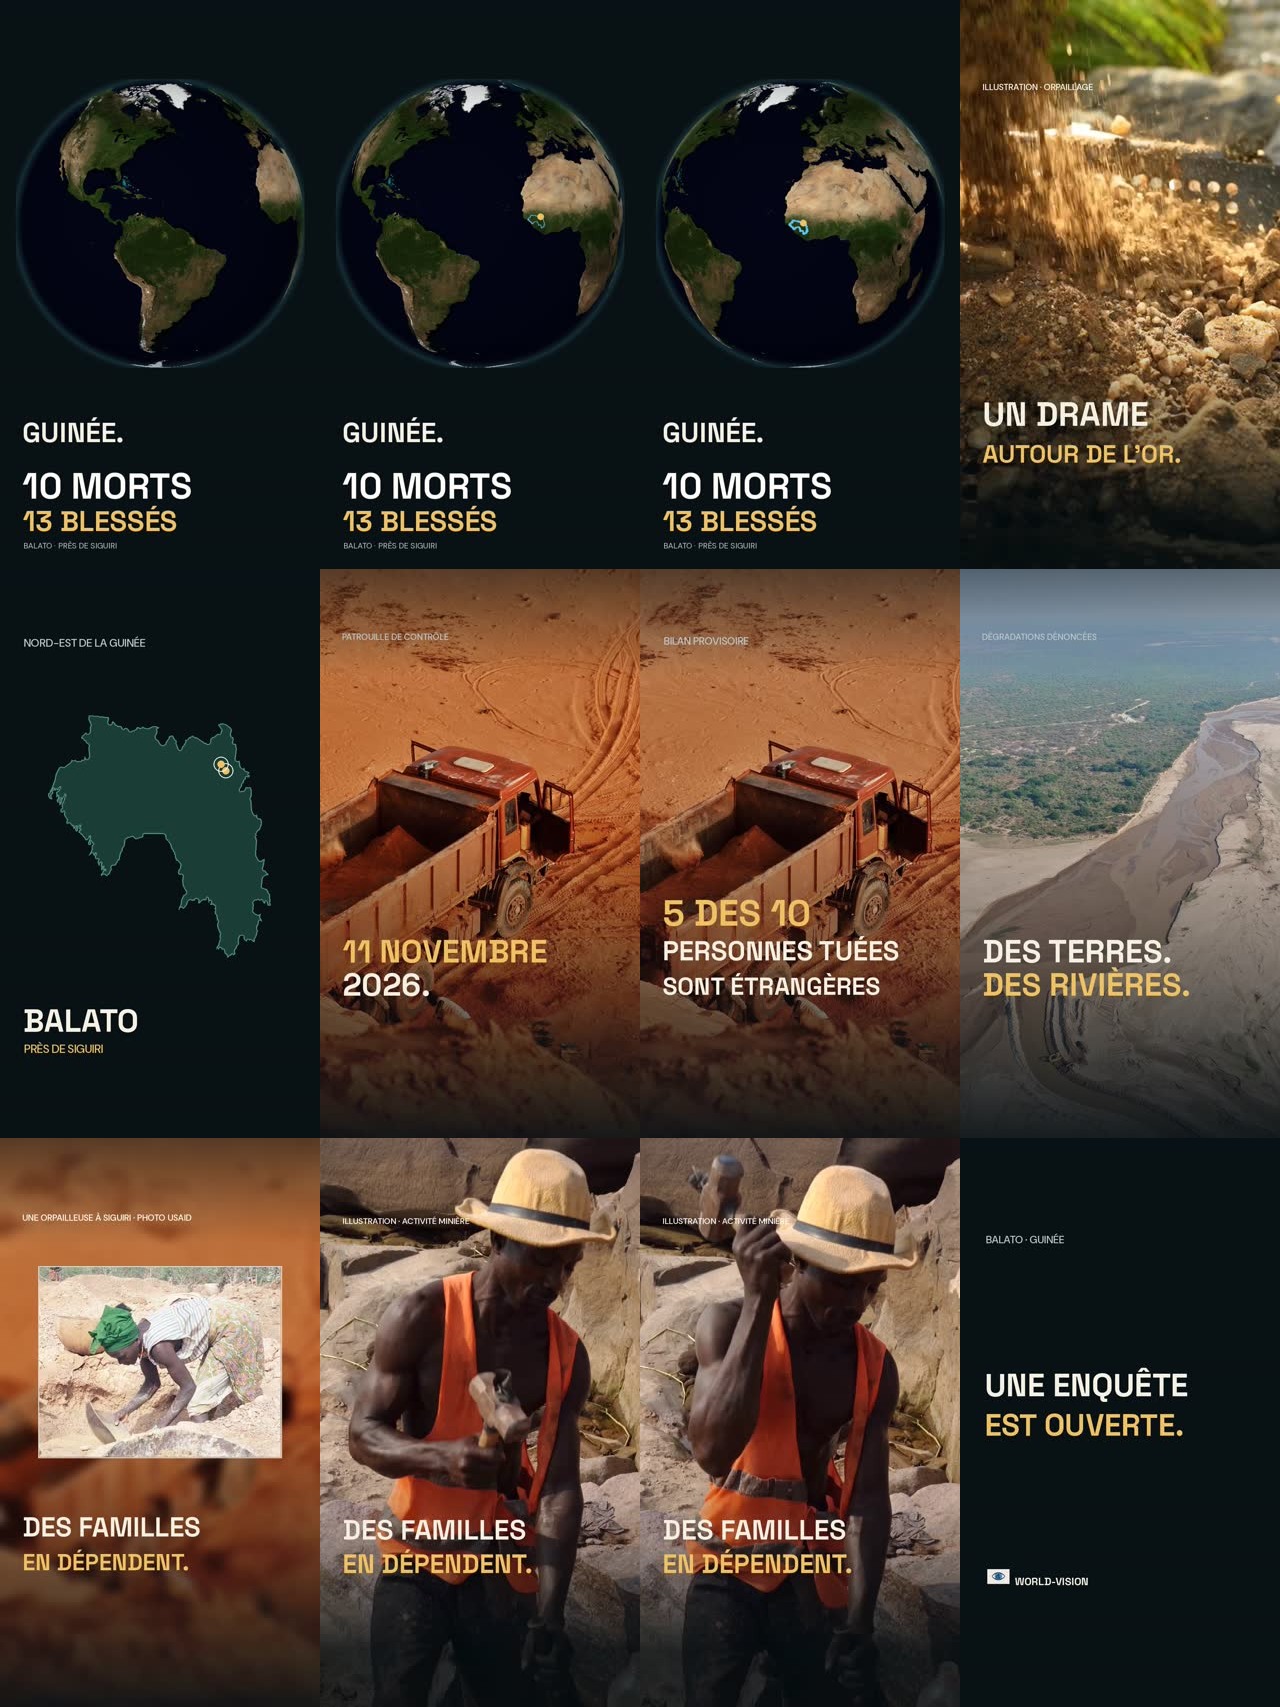 GUINÉE.
10 MORTS
13 BLESSÉS
BALATO · PRÈS DE SIGUIRI
GUINÉE.
10 MORTS
13 BLESSÉS
BALATO · PRÈS DE SIGUIRI
GUINÉE.
10 MORTS
13 BLESSÉS
BALATO · PRÈS DE SIGUIRI
ILLUSTRATION · ORPAILLAGE
UN DRAME
AUTOUR DE L'OR.
NORD-EST DE LA GUINÉE
BALATO
PRÈS DE SIGUIRI
PATROUILLE DE CONTRÔLE
11 NOVEMBRE
2026.
BILAN PROVISOIRE
5 DES 10
PERSONNES TUÉES
SONT ÉTRANGÈRES
DÉGRADATIONS DÉNONCÉES
DES TERRES.
DES RIVIÈRES.
UNE ORPAILLEUSE À SIGUIRI · PHOTO USAID
DES FAMILLES
EN DÉPENDENT.
ILLUSTRATION · ACTIVITÉ MINIÈRE
DES FAMILLES
EN DÉPENDENT.
ILLUSTRATION · ACTIVITÉ MINIÈRE
DES FAMILLES
EN DÉPENDENT.
BALATO · GUINÉE
UNE ENQUÊTE
EST OUVERTE.
WORLD-VISION